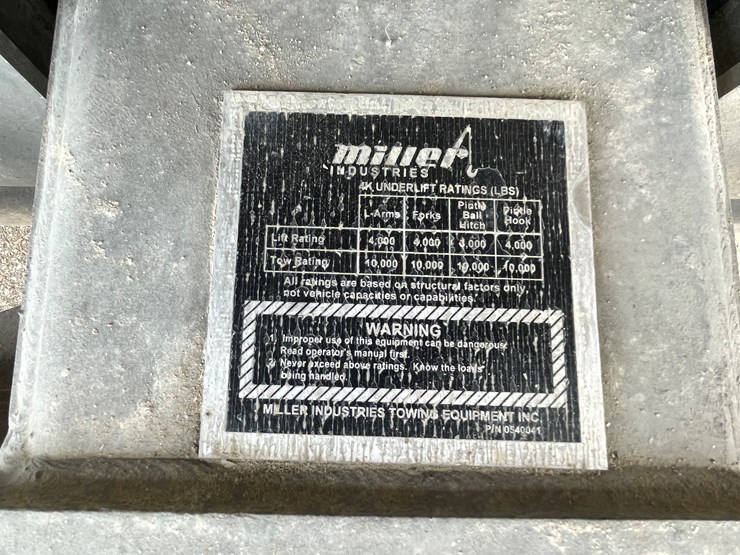 miller
INDUSTRIES
4K UNDERLIFT RATINGS (LBS)
L-Arms Forks Pintle Ball Hitch Pintle Hook
Lift Rating 4,000 4,000 4,000 4,000
Tow Rating 10,000 10,000 10,000 10,000
All ratings are based on structural factors only,
not vehicle capacities or capabilities.
WARNING
1. Improper use of this equipment can be dangerous.
Read operator's manual first.
2. Never exceed above ratings. Know the loads
being handled.
MILLER INDUSTRIES TOWING EQUIPMENT INC.
P/N 0540041